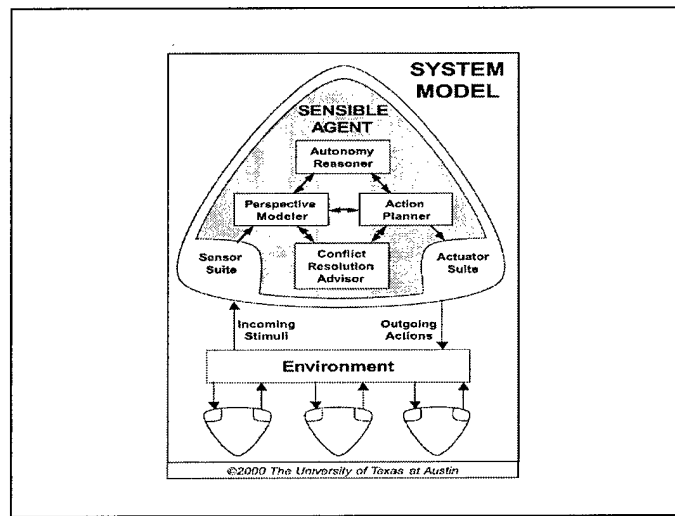 SYSTEM
MODEL
SENSIBLE
AGENT
Autonomy
Reasoner
Perspective
Modeler
Action
Planner
Sensor
Suite
Conflict
Resolution
Advisor
Actuator
Suite
Incoming
Stimuli
Outgoing
Actions
Environment
©2000 The University of Texas at Austin